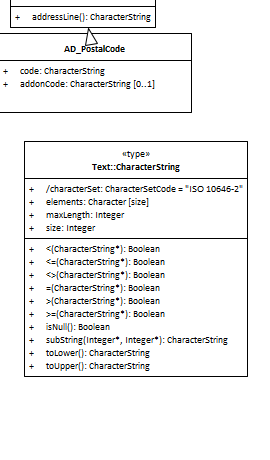 + addressLine(): CharacterString
AD_PostalCode
+ code: CharacterString
+ addonCode: CharacterString [0..1]
«type»
Text::CharacterString
+ /characterSet: CharacterSetCode = "ISO 10646-2"
+ elements: Character [size]
+ maxLength: Integer
+ size: Integer
+ <(CharacterString*): Boolean
+ <=(CharacterString*): Boolean
+ <>(CharacterString*): Boolean
+ =(CharacterString*): Boolean
+ >(CharacterString*): Boolean
+ >=(CharacterString*): Boolean
+ isNull(): Boolean
+ subString(Integer*, Integer*): CharacterString
+ toLower(): CharacterString
+ toUpper(): CharacterString